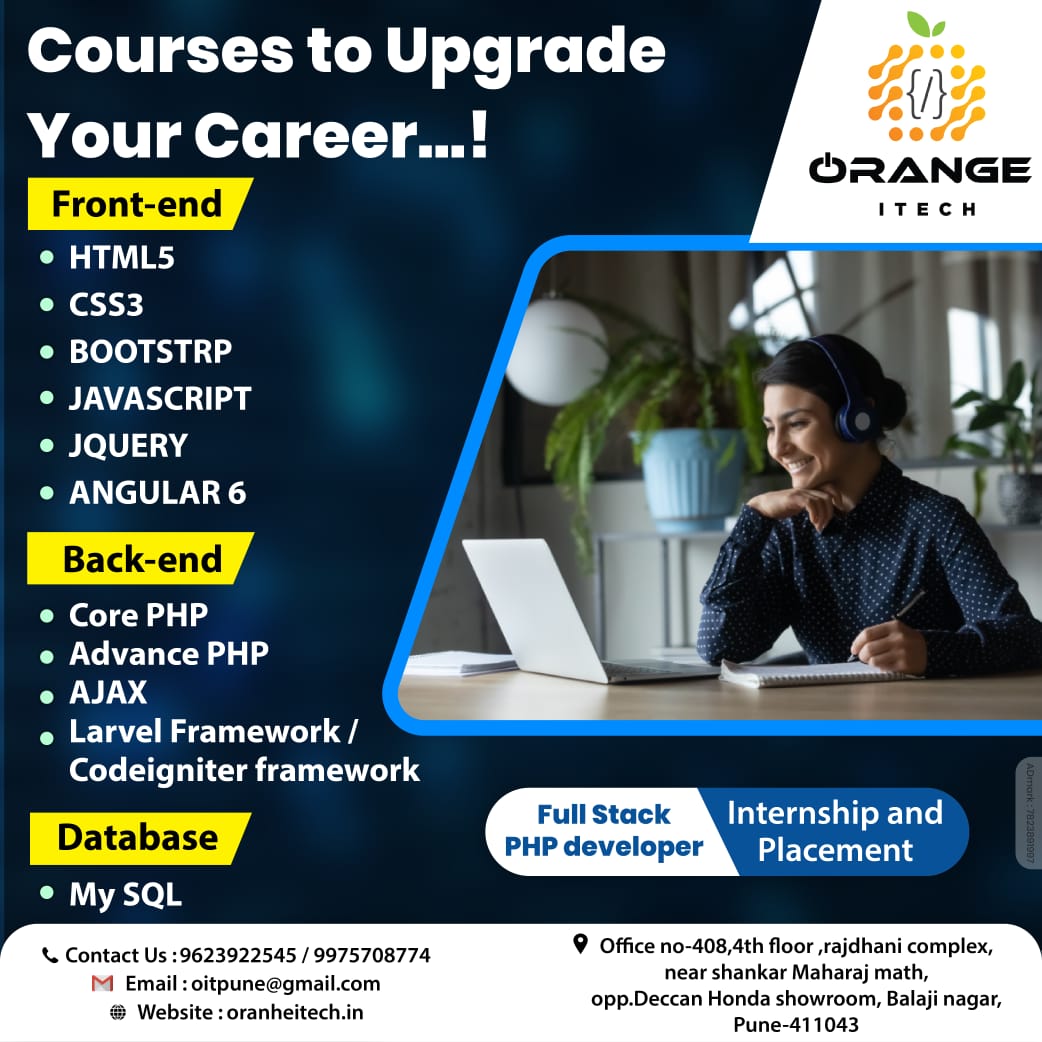 Courses to Upgrade
Your Career...!
ORANGE
ITECH
Front-end
HTML5
CSS3
BOOTSTRP
JAVASCRIPT
JQUERY
ANGULAR 6
Back-end
Core PHP
Advance PHP
AJAX
Larvel Framework /
Codeigniter framework
Database
My SQL
Full Stack
PHP developer
Internship and
Placement
ADmark : 7823891997
Contact Us : 9623922545 / 9975708774
Email : oitpune@gmail.com
Website : oranheitech.in
Office no-408,4th floor ,rajdhani complex,
near shankar Maharaj math,
opp.Deccan Honda showroom, Balaji nagar,
Pune-411043